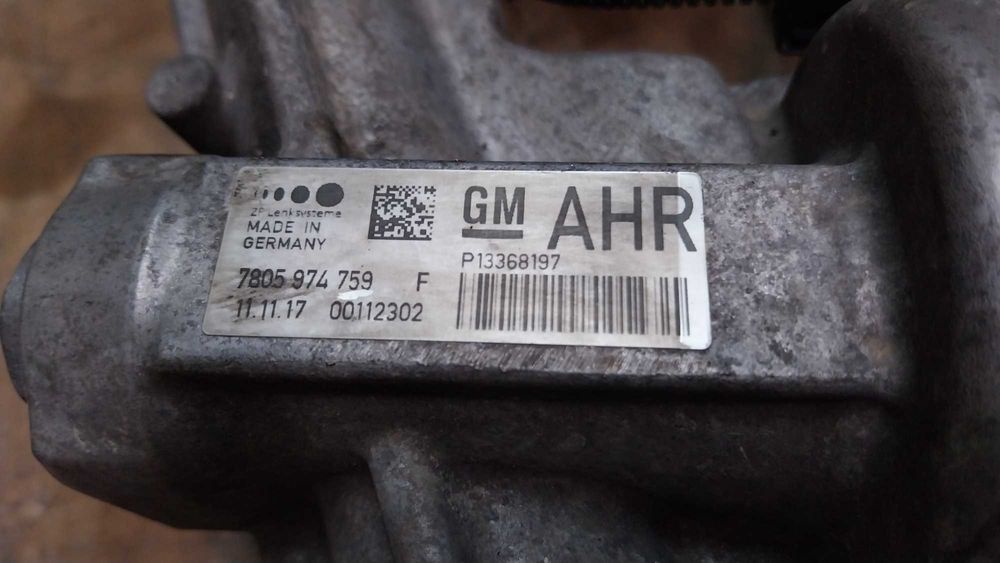 ZF Lenksysteme
MADE IN
GERMANY
7805 974 759 F
11.11.17 00112302
GM AHR
P13368197